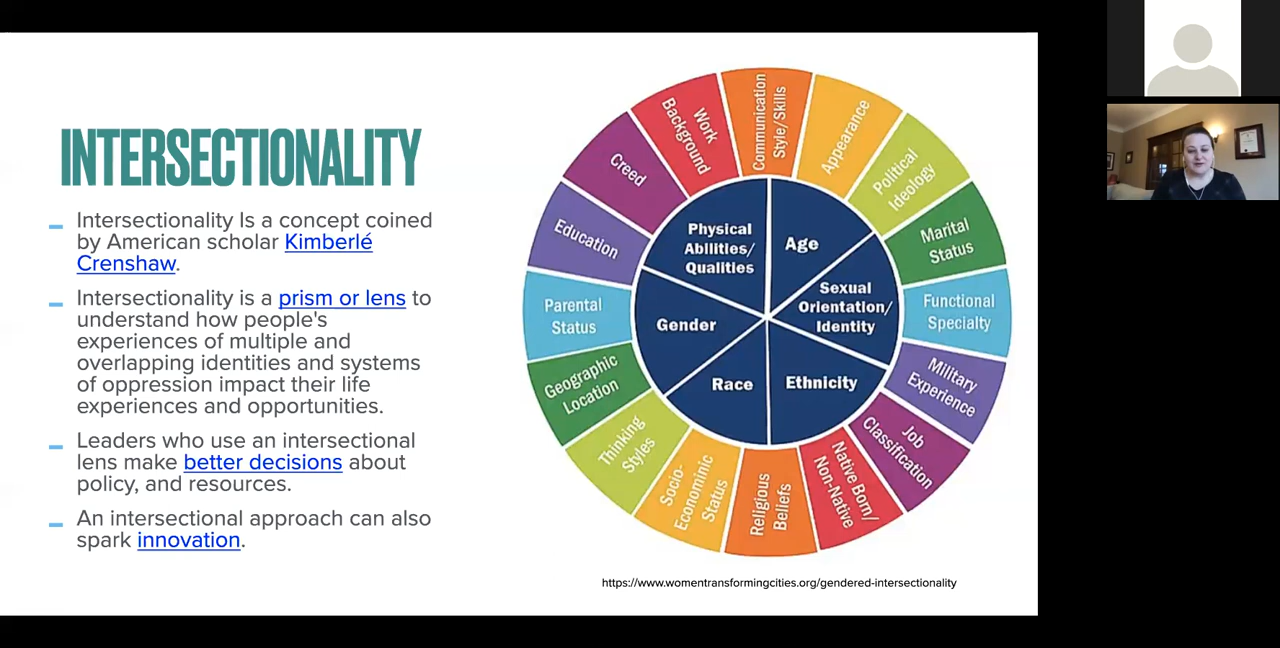 INTERSECTIONALITY
Intersectionality Is a concept coined
by American scholar Kimberlé
Crenshaw.
Intersectionality is a prism or lens to
understand how people's
experiences of multiple and
overlapping identities and systems
of oppression impact their life
experiences and opportunities.
Leaders who use an intersectional
lens make better decisions about
policy, and resources.
An intersectional approach can also
spark innovation.
Communication
Style/Skills
Appearance
Political
Ideology
Marital
Status
Functional
Specialty
Military
Experience
Job
Classification
Native Born/
Non-Native
Religious
Beliefs
Socio-
Economic
Status
Thinking
Styles
Geographic
Location
Parental
Status
Education
Creed
Work
Background
Physical
Abilities/
Qualities
Age
Sexual
Orientation/
Identity
Ethnicity
Race
Gender
https://www.womentransformingcities.org/gendered-intersectionality